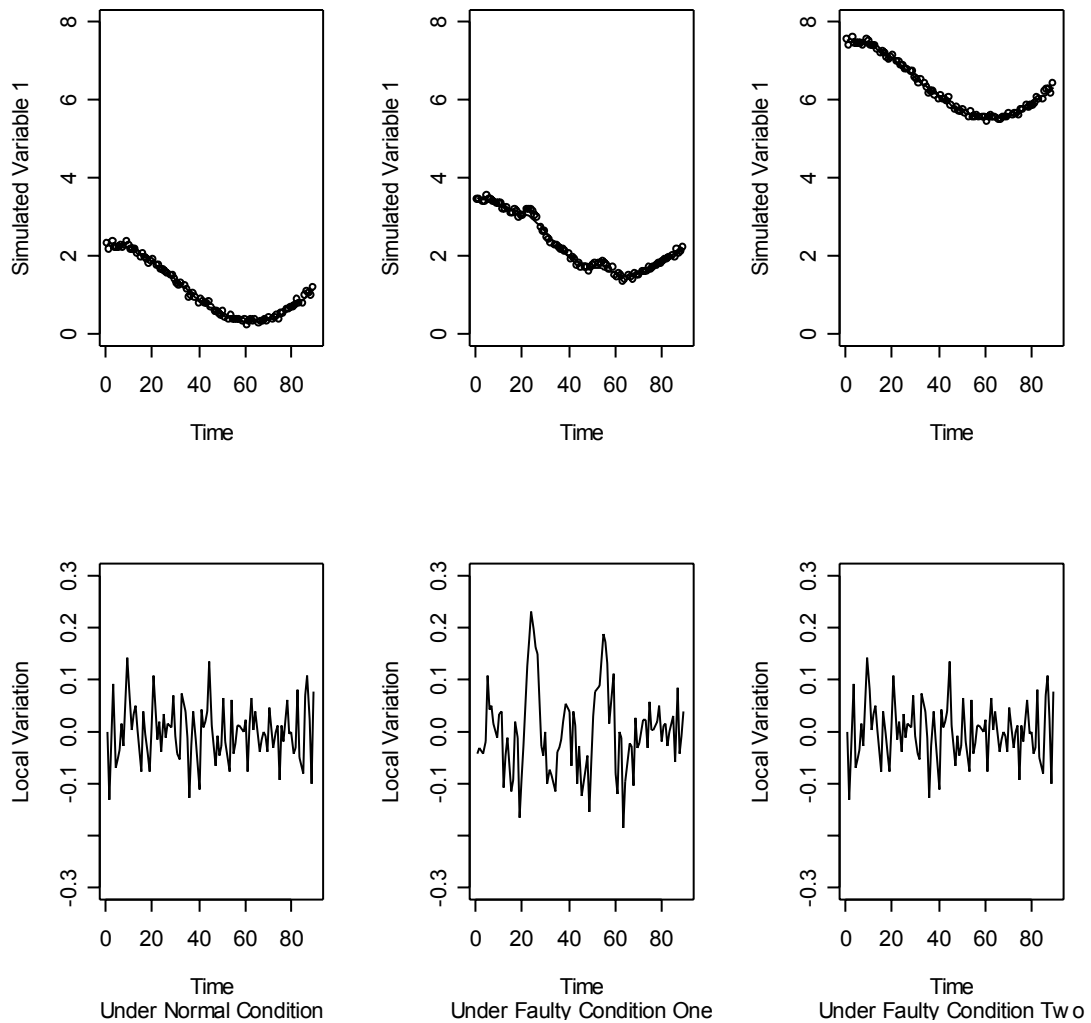 Simulated Variable 1
8
6
4
2
0
0 20 40 60 80
Time
Simulated Variable 1
8
6
4
2
0
0 20 40 60 80
Time
Simulated Variable 1
8
6
4
2
0
0 20 40 60 80
Time
Local Variation
0.3
0.2
0.1
0.0
-0.1
-0.3
0 20 40 60 80
Time
Under Normal Condition
Local Variation
0.3
0.2
0.1
0.0
-0.1
-0.3
0 20 40 60 80
Time
Under Faulty Condition One
Local Variation
0.3
0.2
0.1
0.0
-0.1
-0.3
0 20 40 60 80
Time
Under Faulty Condition Two